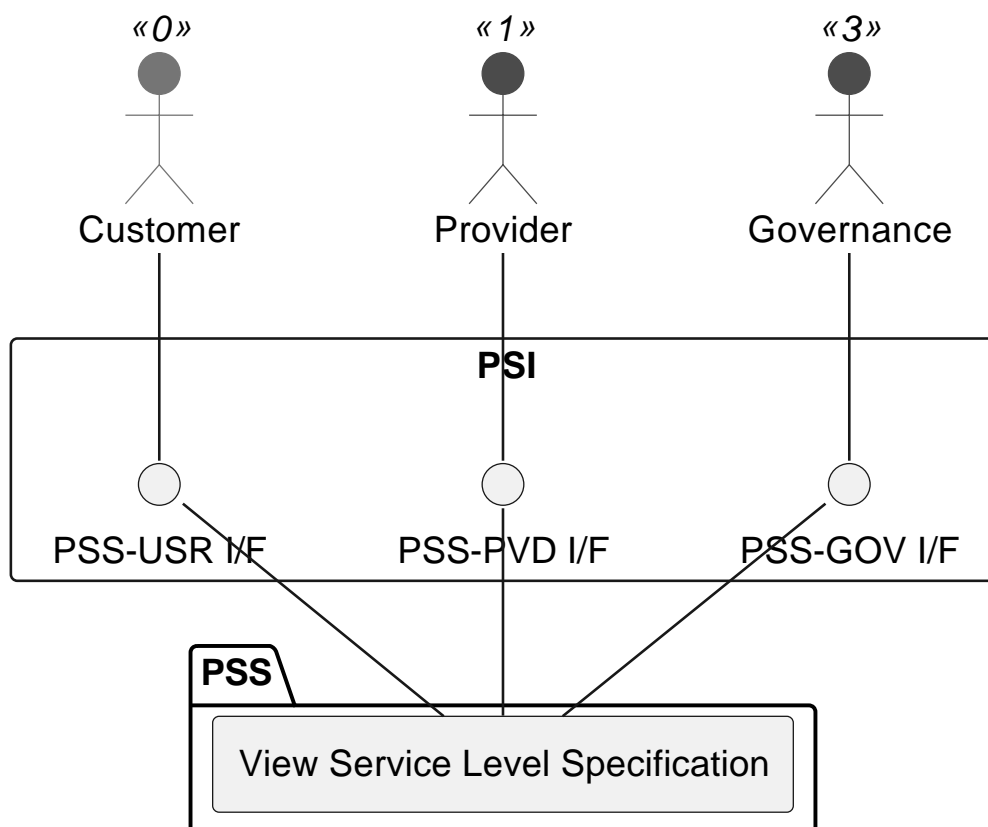 «0»
«1»
«3»
Customer
Provider
Governance
PSI
PSS-USR I/F
PSS-PVD I/F
PSS-GOV I/F
PSS
View Service Level Specification